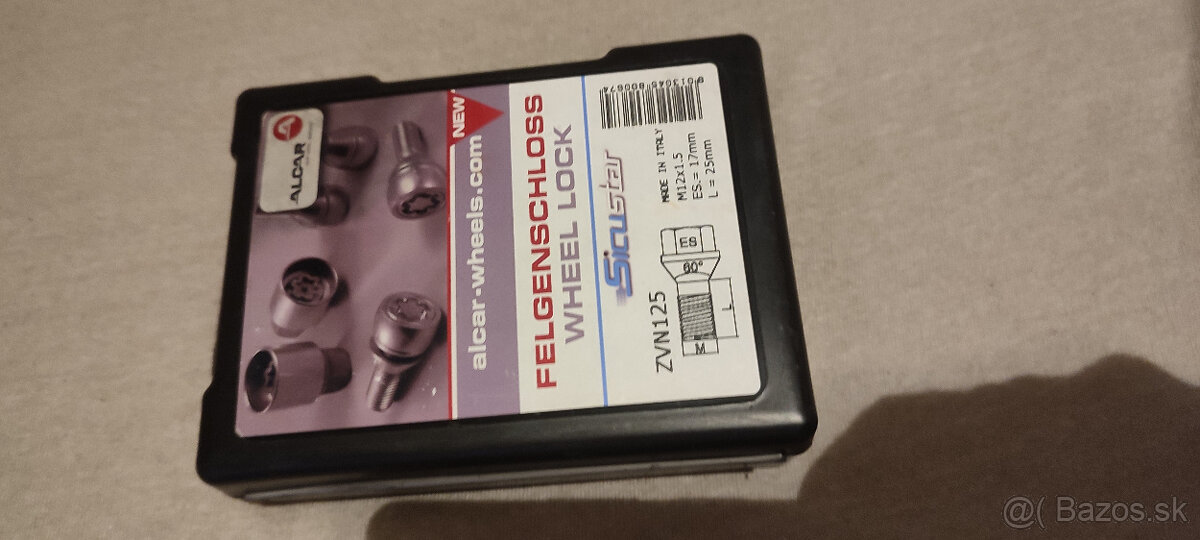 ALCAR
NEW
alcar-wheels.com
FELGENSCHLOSS
WHEEL LOCK
Sicustar
MADE IN ITALY
M12x1.5
ES.= 17mm
L = 25mm
ZVN125
ES
60°
L
M
@( Bazos.sk